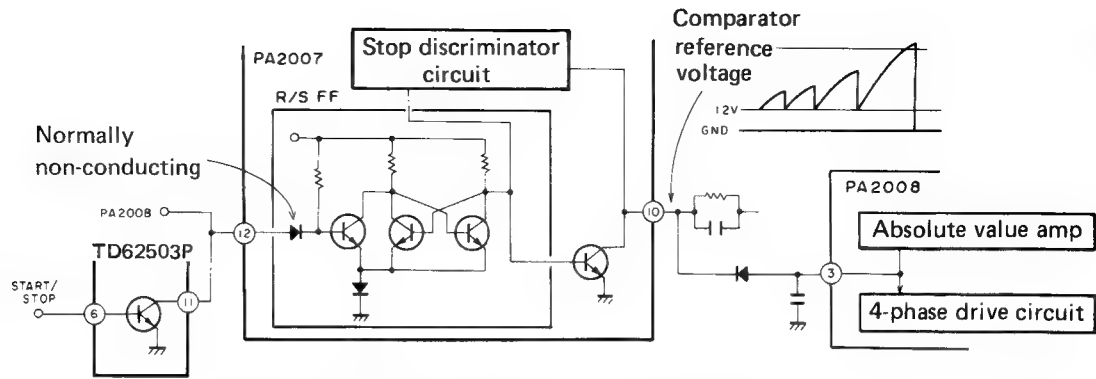 Comparator
reference
voltage
Stop discriminator
circuit
PA2007
R/S FF
12V
GND
Normally
non-conducting
PA2008
PA2008
12
10
Absolute value amp
TD62503P
START/
STOP
6
11
3
4-phase drive circuit